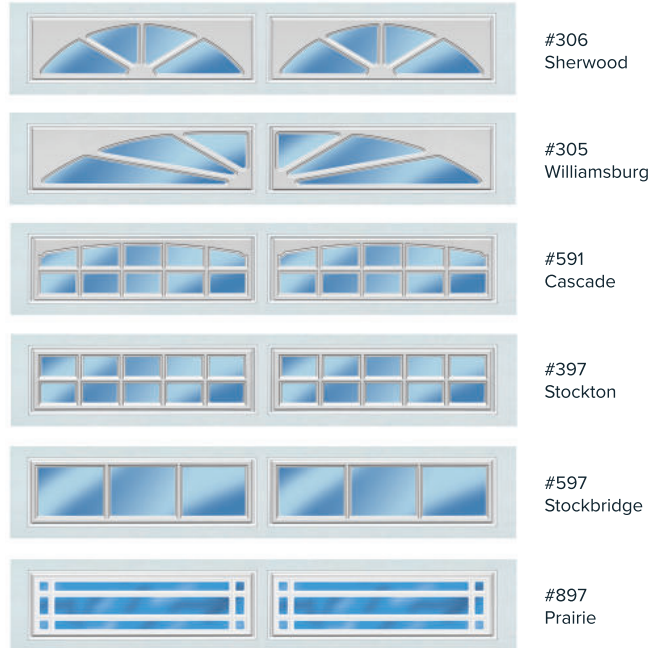 #306
Sherwood
#305
Williamsburg
#591
Cascade
#397
Stockton
#597
Stockbridge
#897
Prairie